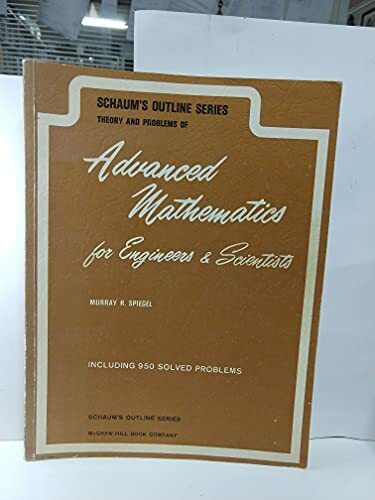 SCHAUM'S OUTLINE SERIES
THEORY AND PROBLEMS OF
Advanced
Mathematics
for Engineers & Scientists
MURRAY R. SPIEGEL
INCLUDING 950 SOLVED PROBLEMS
SCHAUM'S OUTLINE SERIES
McGRAW-HILL BOOK COMPANY